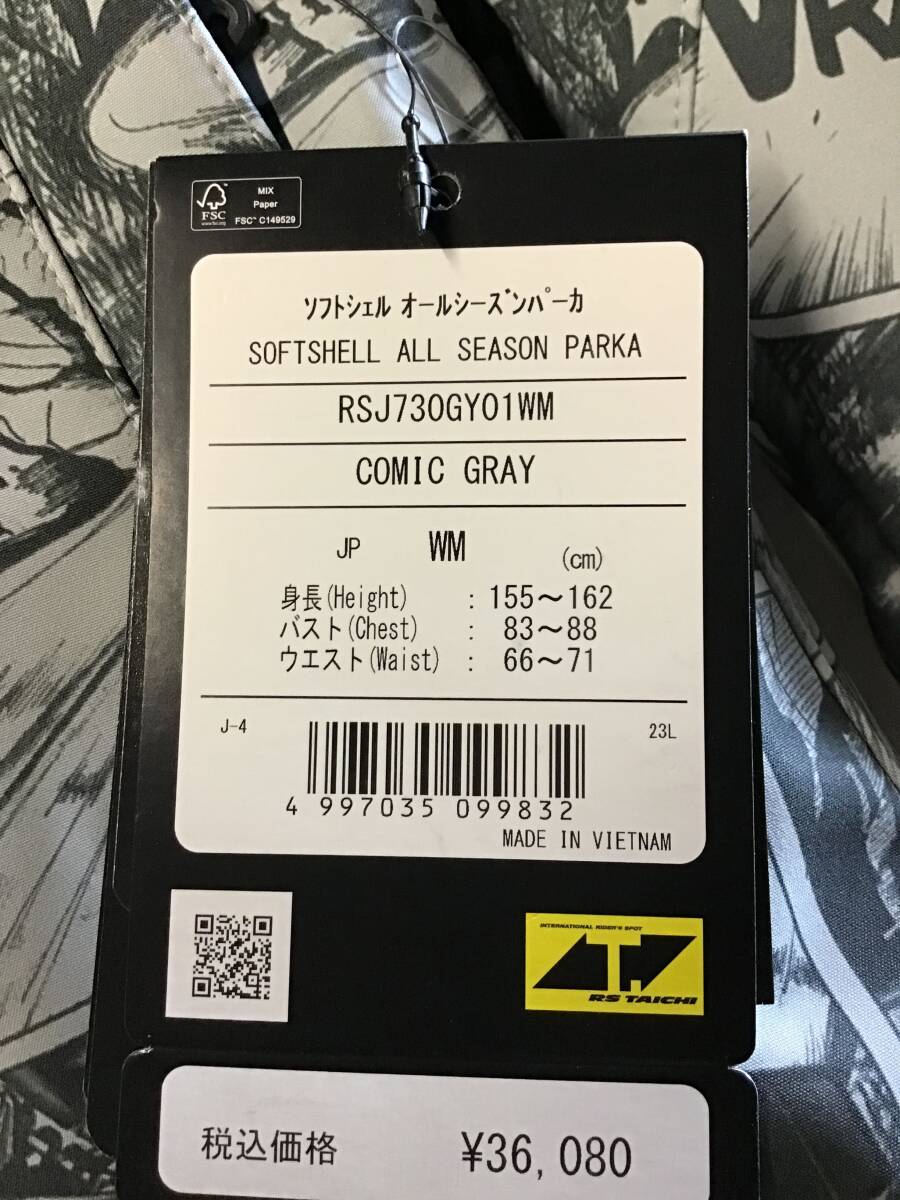 MIX
Paper
FSC™ C149529
FSC
www.fsc.org
ソフトシェル オールシーズンパーカ
SOFTSHELL ALL SEASON PARKA
RSJ730GY01WM
COMIC GRAY
JP WM (cm)
身長(Height) : 155～162
バスト(Chest) : 83～88
ウエスト(Waist) : 66～71
J-4 23L
4 997035 099832
MADE IN VIETNAM
INTERNATIONAL RIDER'S SPOT
RS TAICHI
税込価格 ¥36,080